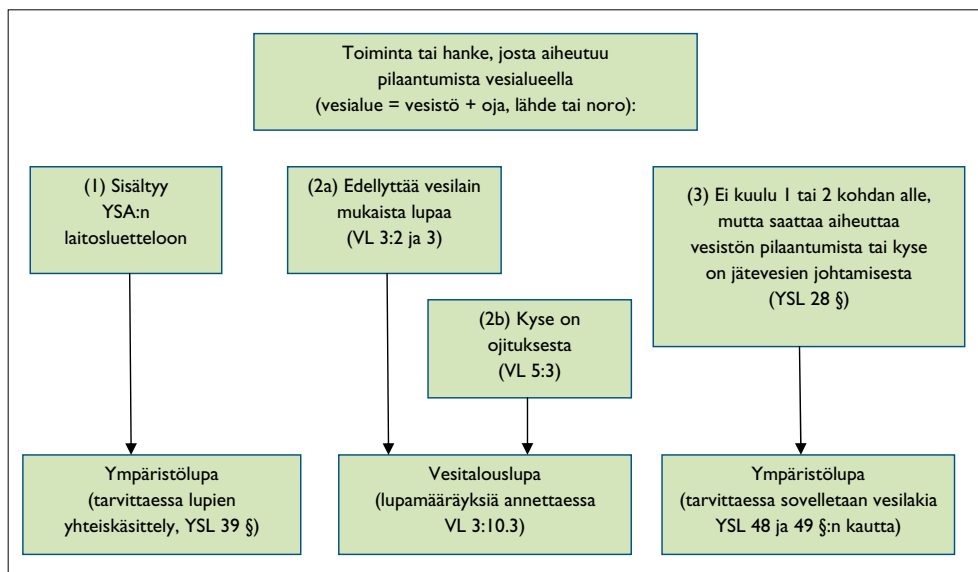 Toiminta tai hanke, josta aiheutuu
pilaantumista vesialueella
(vesialue = vesistö + oja, lähde tai noro):
(1) Sisältyy
YSA:n
laitosluetteloon
(2a) Edellyttää vesilain
mukaista lupaa
(VL 3:2 ja 3)
(3) Ei kuulu 1 tai 2 kohdan alle,
mutta saattaa aiheuttaa
vesistön pilaantumista tai kyse
on jätevesien johtamisesta
(YSL 28 §)
(2b) Kyse on
ojituksesta
(VL 5:3)
Ympäristölupa
(tarvittaessa lupien
yhteiskäsittely, YSL 39 §)
Vesitalouslupa
(lupamääräyksiä annettaessa
VL 3:10.3)
Ympäristölupa
(tarvittaessa sovelletaan vesilakia
YSL 48 ja 49 §:n kautta)